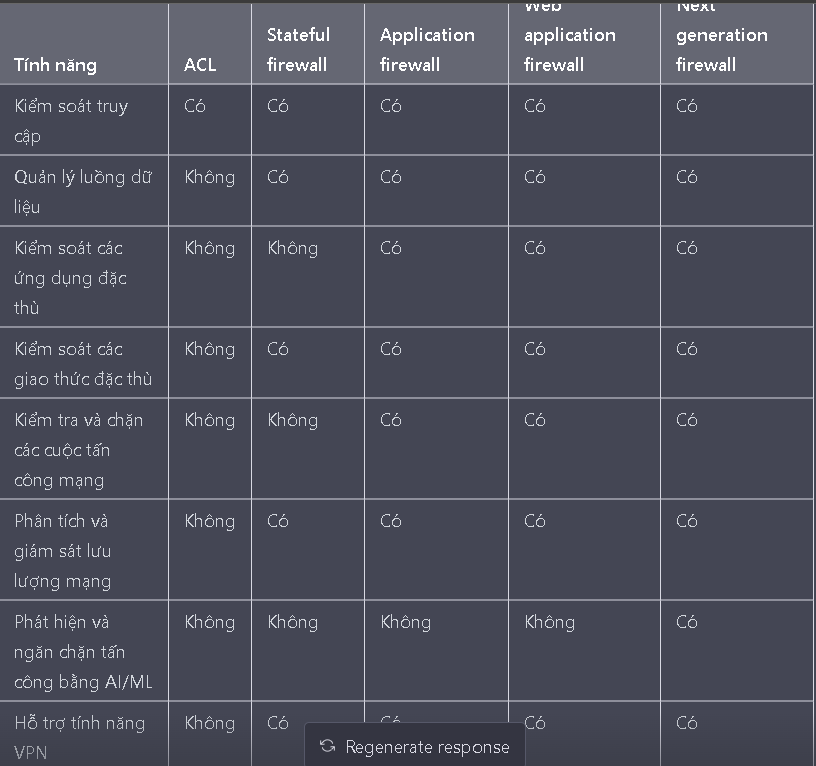 Web Next
Stateful Application application generation
Tính năng ACL firewall firewall firewall firewall
Kiểm soát truy Có Có Có Có Có
cập
Quản lý luồng dữ Không Có Có Có Có
liệu
Kiểm soát các Không Không Có Có Có
ứng dụng đặc
thù
Kiểm soát các Không Có Có Có Có
giao thức đặc thù
Kiểm tra và chặn Không Không Có Có Có
các cuộc tấn
công mạng
Phân tích và Không Có Có Có Có
giám sát lưu
lượng mạng
Phát hiện và Không Không Không Không Có
ngăn chặn tấn
công bằng AI/ML
Hỗ trợ tính năng Không Có Có Có Có
VPN
Regenerate response